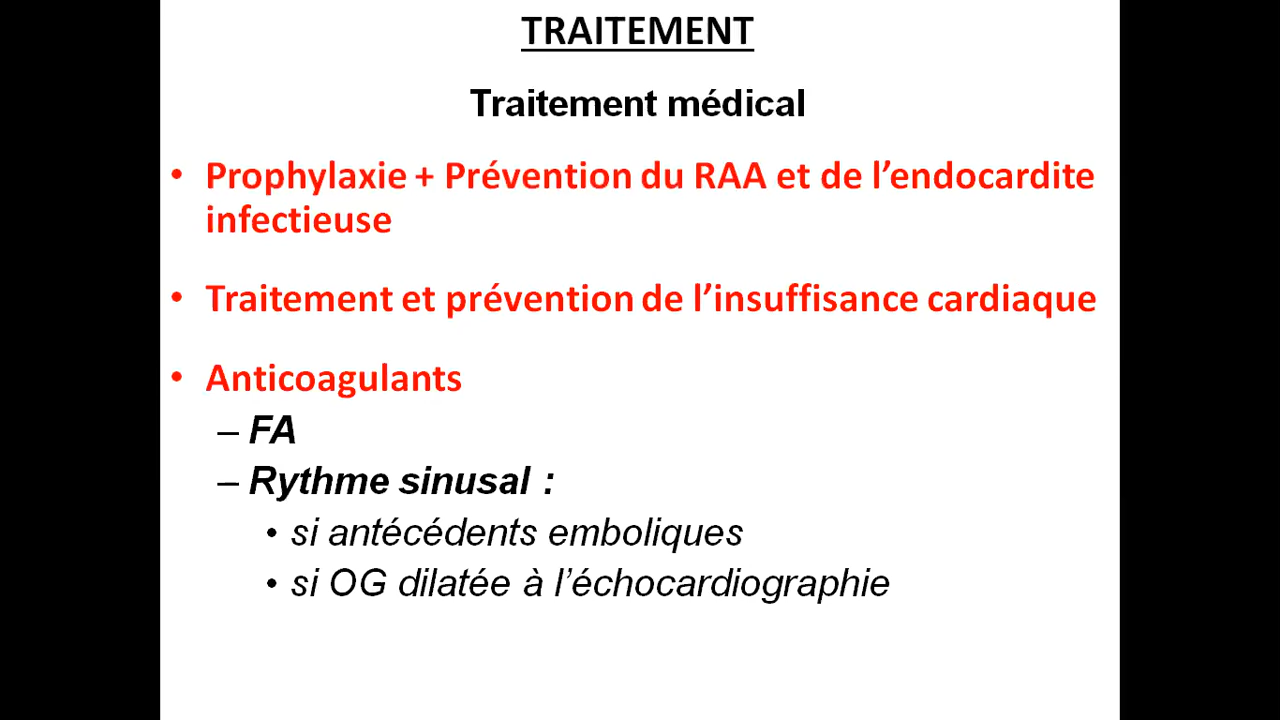 TRAITEMENT
Traitement médical
• Prophylaxie + Prévention du RAA et de l’endocardite
infectieuse
• Traitement et prévention de l’insuffisance cardiaque
• Anticoagulants
– FA
– Rythme sinusal :
• si antécédents emboliques
• si OG dilatée à l’échocardiographie